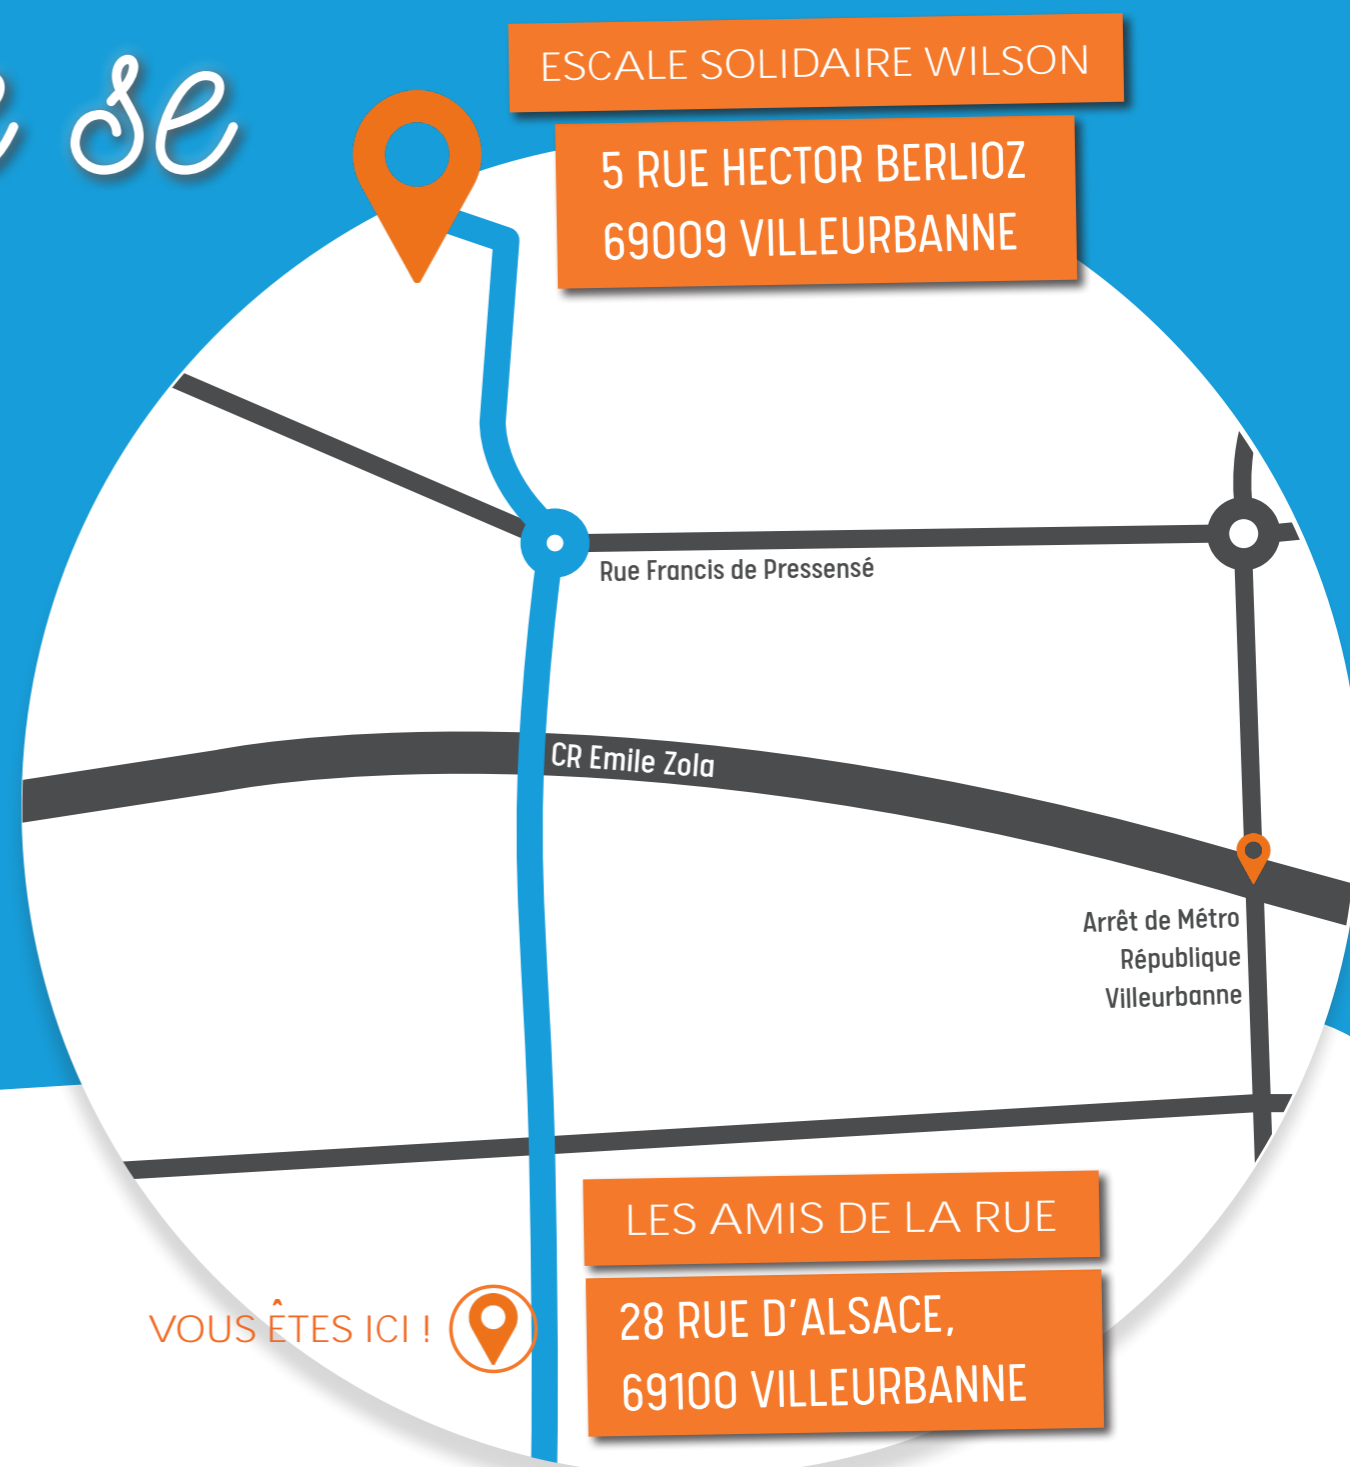 se
ESCALE SOLIDAIRE WILSON
5 RUE HECTOR BERLIOZ
69009 VILLEURBANNE
Rue Francis de Pressensé
CR Emile Zola
Arrêt de Métro
République
Villeurbanne
LES AMIS DE LA RUE
28 RUE D'ALSACE,
69100 VILLEURBANNE
VOUS ÊTES ICI !